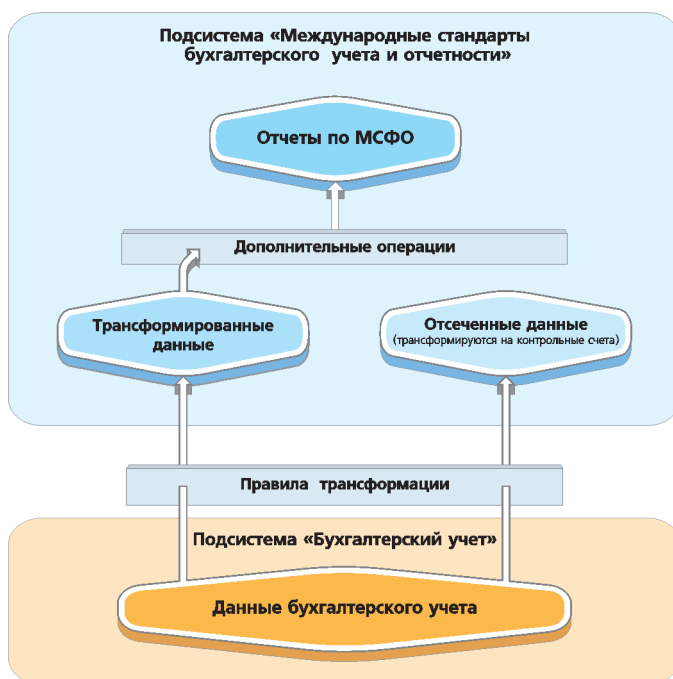 Подсистема «Международные стандарты
бухгалтерского учета и отчетности»
Отчеты по МСФО
Дополнительные операции
Трансформированные
данные
Отсеченные данные
(трансформируются на контрольные счета)
Правила трансформации
Подсистема «Бухгалтерский учет»
Данные бухгалтерского учета